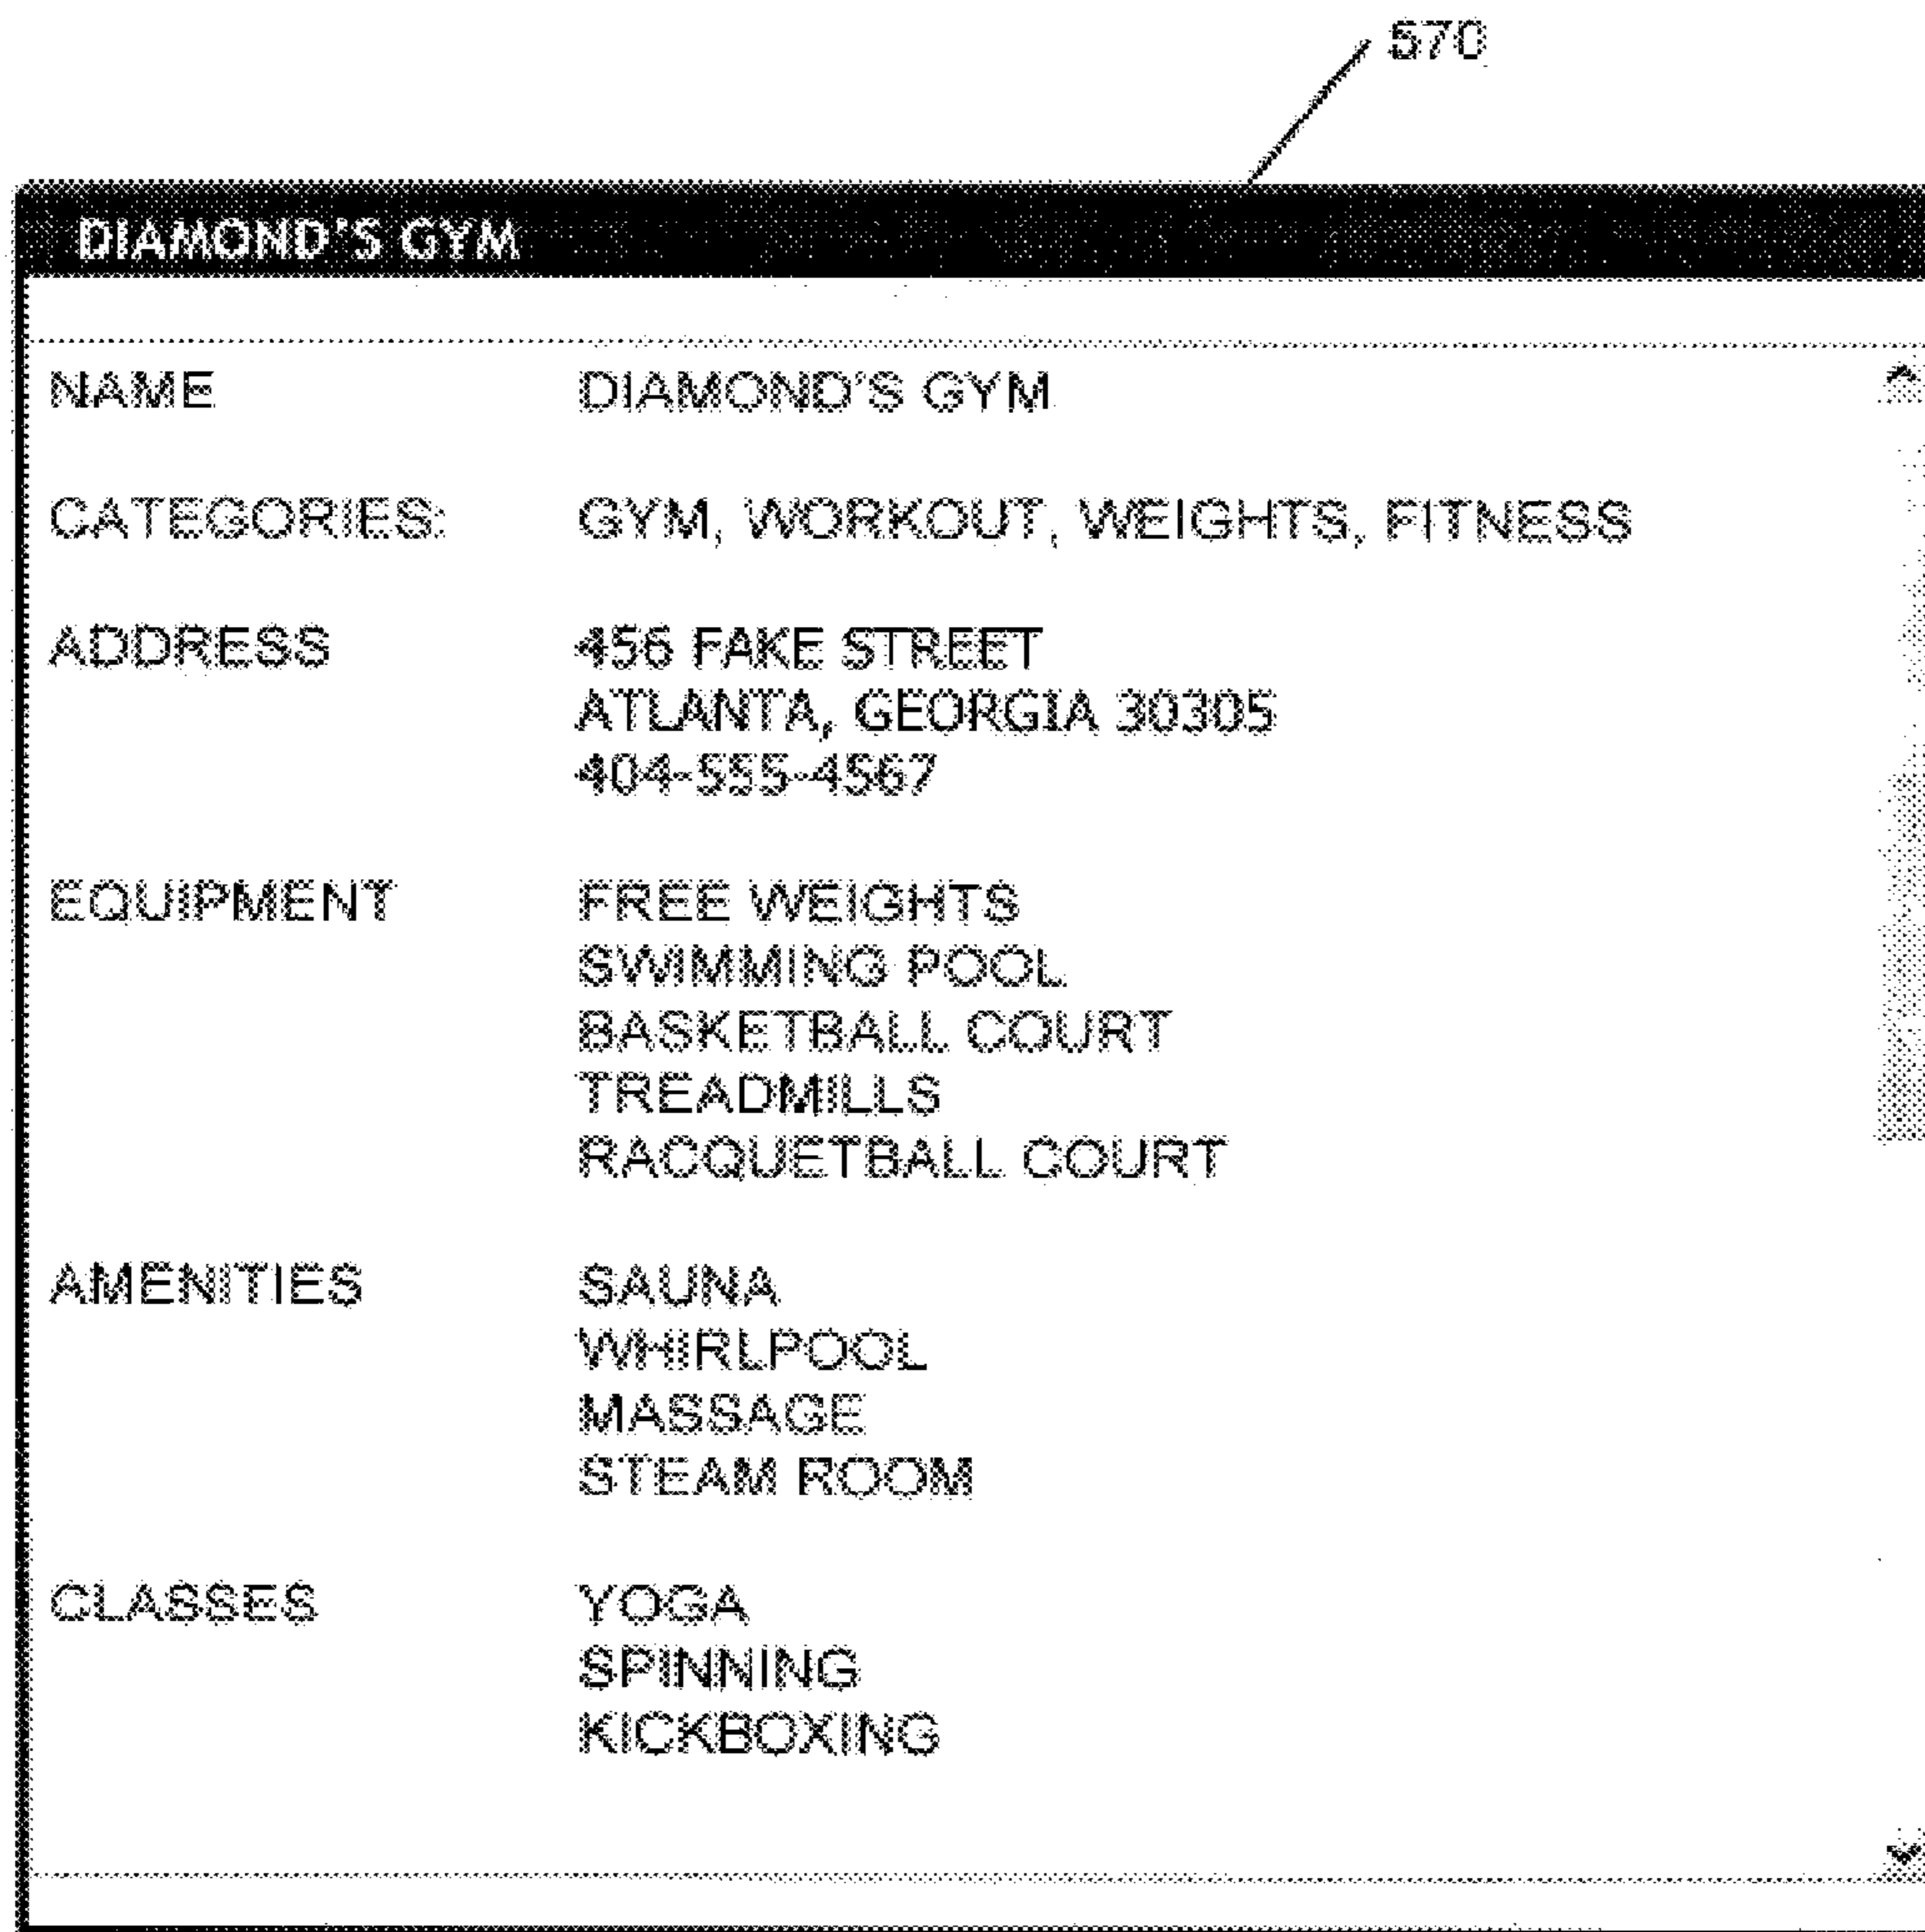 570
DIAMOND'S GYM
NAME DIAMOND'S GYM
CATEGORIES: GYM, WORKOUT, WEIGHTS, FITNESS
ADDRESS 456 FAKE STREET
ATLANTA, GEORGIA 30305
404-555-4567
EQUIPMENT FREE WEIGHTS
SWIMMING POOL
BASKETBALL COURT
TREADMILLS
RACQUETBALL COURT
AMENITIES SAUNA
WHIRLPOOL
MASSAGE
STEAM ROOM
CLASSES YOGA
SPINNING
KICKBOXING